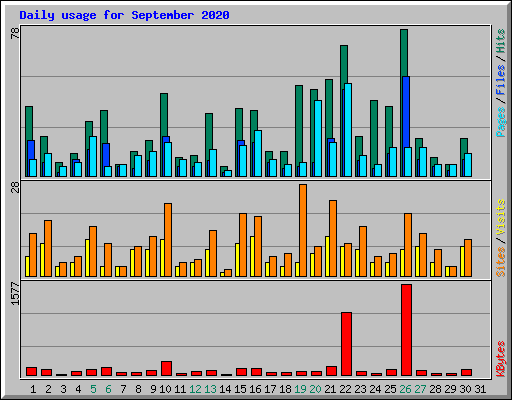 Daily usage for September 2020
78
Pages / Files / Hits
28
Sites / Visits
1577
KBytes
1 2 3 4 5 6 7 8 9 10 11 12 13 14 15 16 17 18 19 20 21 22 23 24 25 26 27 28 29 30 31